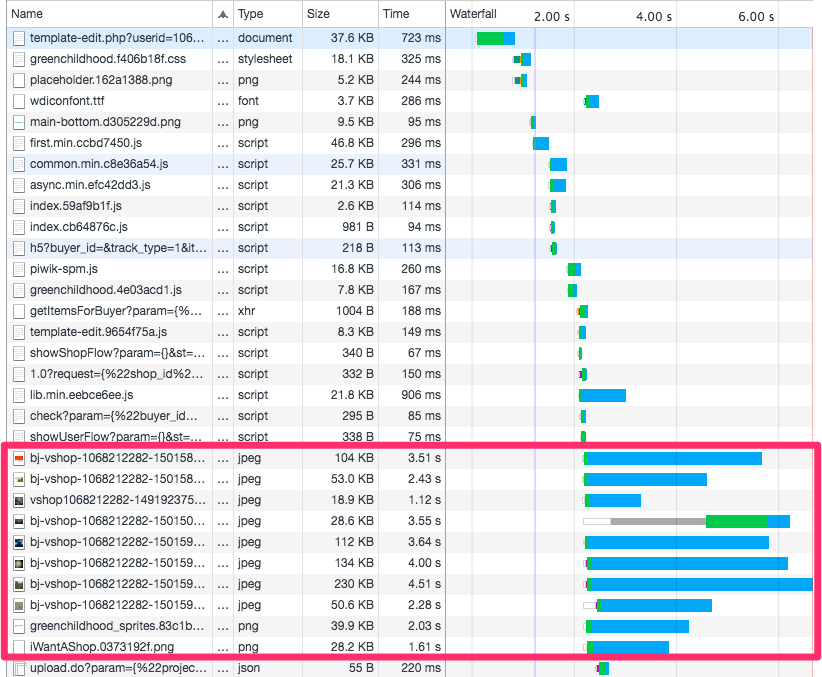 Name Type Size Time Waterfall 2.00 s 4.00 s 6.00 s
template-edit.php?userid=106... ... document 37.6 KB 723 ms
greenchildhood.f406b18f.css ... stylesheet 18.1 KB 325 ms
placeholder.162a1388.png ... png 5.2 KB 244 ms
wdiconfont.ttf ... font 3.7 KB 286 ms
main-bottom.d305229d.png ... png 9.5 KB 95 ms
first.min.ccbd7450.js ... script 46.8 KB 296 ms
common.min.c8e36a54.js ... script 25.7 KB 331 ms
async.min.efc42dd3.js ... script 21.3 KB 306 ms
index.59af9b1f.js ... script 2.6 KB 114 ms
index.cb64876c.js ... script 981 B 94 ms
h5?buyer_id=&track_type=1&it... ... script 218 B 113 ms
piwik-spm.js ... script 16.8 KB 260 ms
greenchildhood.4e03acd1.js ... script 7.8 KB 167 ms
getItemsForBuyer?param={%... ... xhr 1004 B 188 ms
template-edit.9654f75a.js ... script 8.3 KB 149 ms
showShopFlow?param={}&st=... ... script 340 B 67 ms
1.0?request={%22shop_id%2... ... script 332 B 150 ms
lib.min.eebce6ee.js ... script 21.8 KB 906 ms
check?param={%22buyer_id... ... script 295 B 85 ms
showUserFlow?param={}&st=... ... script 338 B 75 ms
bj-vshop-1068212282-150158... ... jpeg 104 KB 3.51 s
bj-vshop-1068212282-150158... ... jpeg 53.0 KB 2.43 s
vshop1068212282-149192375... ... jpeg 18.9 KB 1.12 s
bj-vshop-1068212282-150150... ... jpeg 28.6 KB 3.55 s
bj-vshop-1068212282-150159... ... jpeg 112 KB 3.64 s
bj-vshop-1068212282-150159... ... jpeg 134 KB 4.00 s
bj-vshop-1068212282-150159... ... jpeg 230 KB 4.51 s
bj-vshop-1068212282-150159... ... jpeg 50.6 KB 2.28 s
greenchildhood_sprites.83c1b... ... png 39.9 KB 2.03 s
iWantAShop.0373192f.png ... png 28.2 KB 1.61 s
upload.do?param={%22projec... ... json 55 B 220 ms